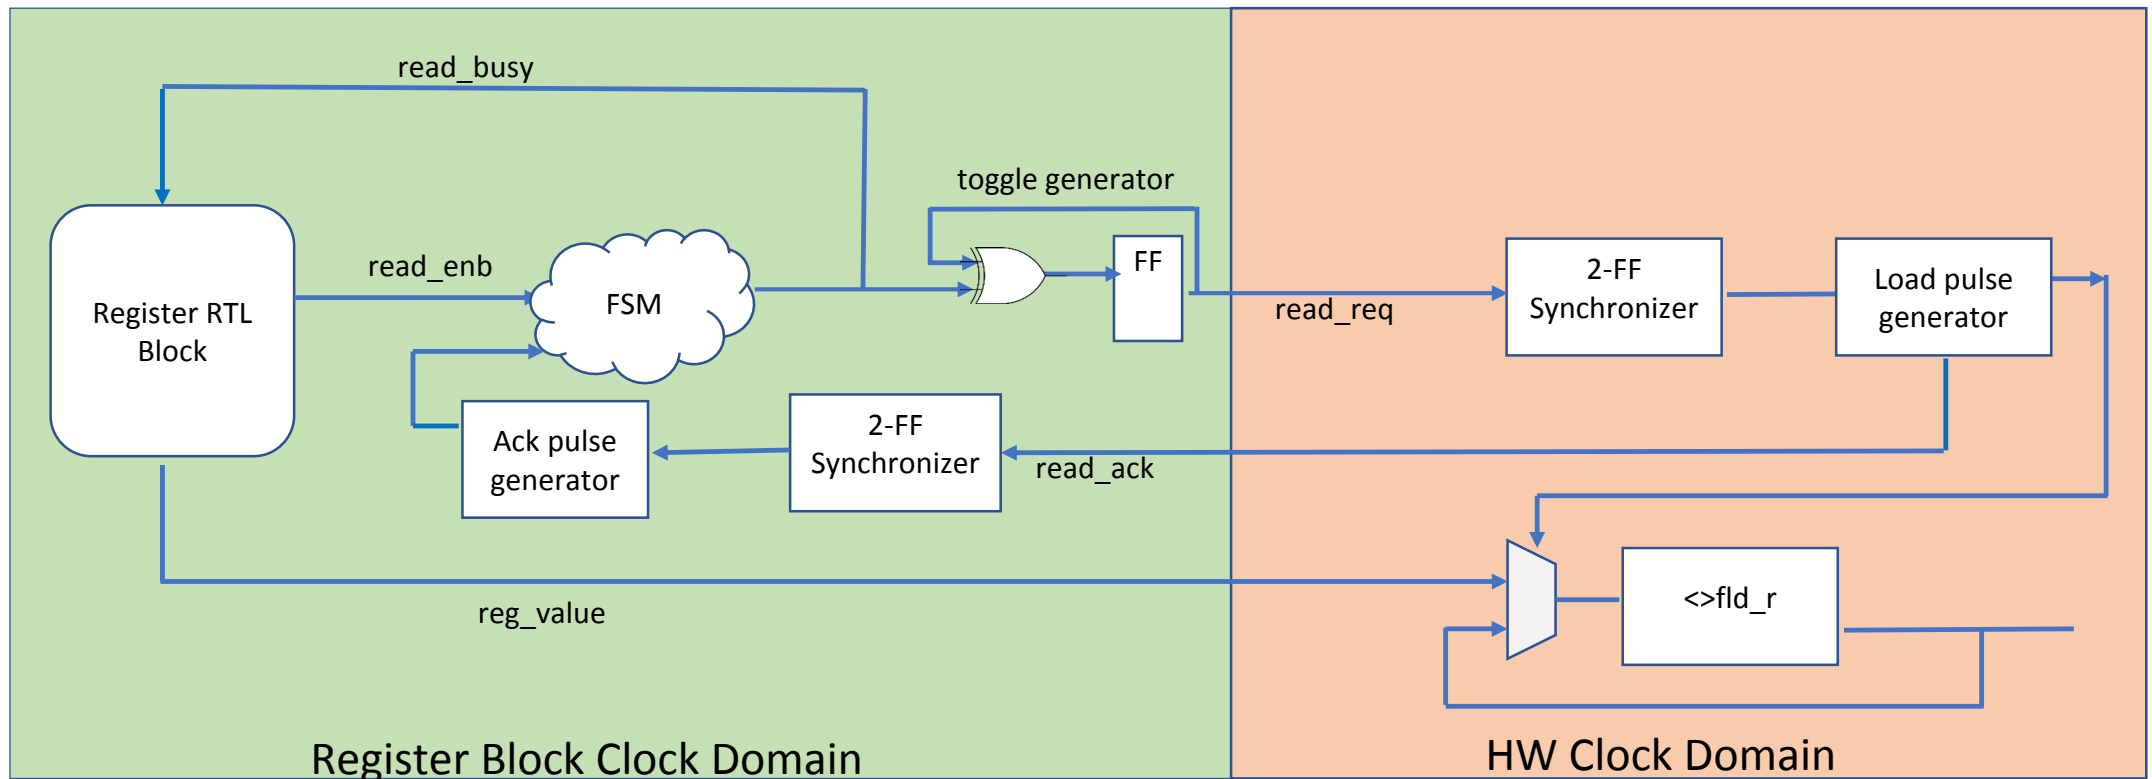 read_busy
toggle generator
Register RTL
Block
read_enb
FSM
FF
read_req
2-FF
Synchronizer
Load pulse
generator
Ack pulse
generator
2-FF
Synchronizer
read_ack
reg_value
<>fld_r
Register Block Clock Domain
HW Clock Domain